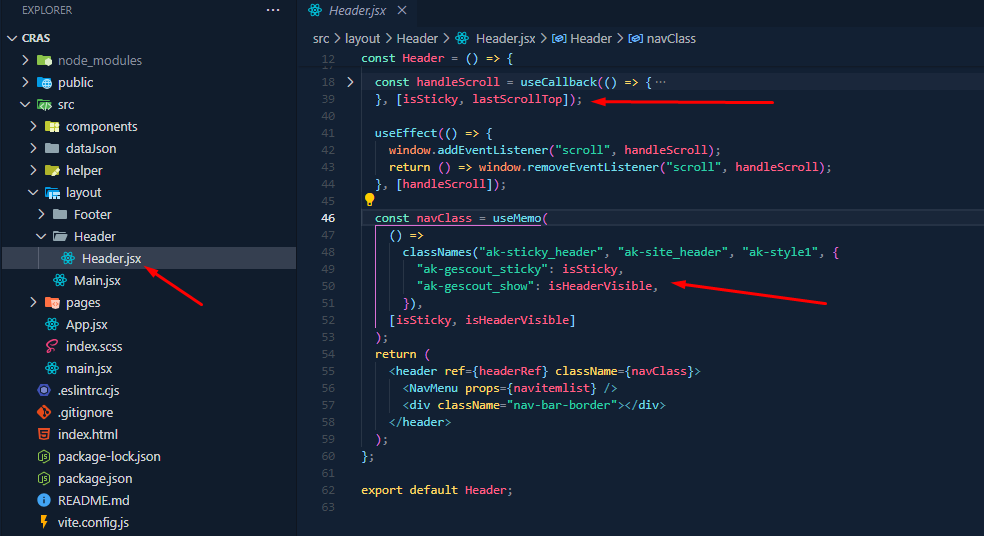 EXPLORER
CRAS
node_modules
public
src
components
dataJson
helper
layout
Footer
Header
Header.jsx
Main.jsx
pages
App.jsx
index.scss
main.jsx
.eslintrc.cjs
.gitignore
index.html
package-lock.json
package.json
README.md
vite.config.js
Header.jsx
src > layout > Header > Header.jsx > Header > navClass
12 const Header = () => {
18 const handleScroll = useCallback(() => { ···
39 }, [isSticky, lastScrollTop]);
40
41 useEffect(() => {
42 window.addEventListener("scroll", handleScroll);
43 return () => window.removeEventListener("scroll", handleScroll);
44 }, [handleScroll]);
45
46 const navClass = useMemo(
47 () =>
48 classNames("ak-sticky_header", "ak-site_header", "ak-style1", {
49 "ak-gescout_sticky": isSticky,
50 "ak-gescout_show": isHeaderVisible,
51 }),
52 [isSticky, isHeaderVisible]
53 );
54 return (
55 <header ref={headerRef} className={navClass}>
56 <NavMenu props={navitemlist} />
57 <div className="nav-bar-border"></div>
58 </header>
59 );
60 };
61
62 export default Header;
63